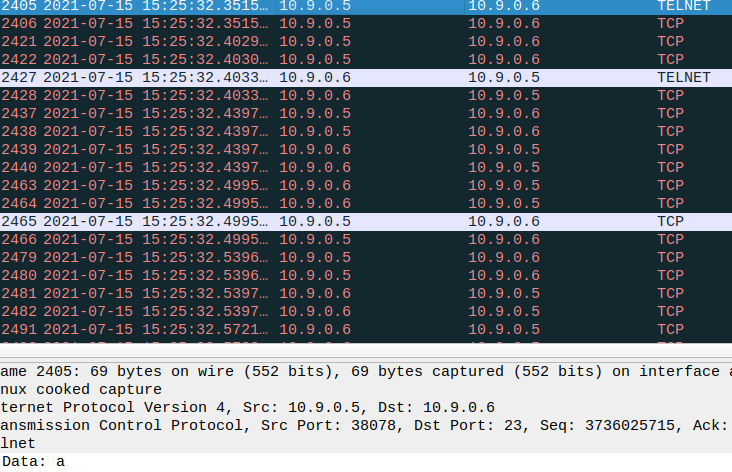 2405 2021-07-15 15:25:32.3515… 10.9.0.5 10.9.0.6 TELNET
2406 2021-07-15 15:25:32.3515… 10.9.0.5 10.9.0.6 TCP
2421 2021-07-15 15:25:32.4029… 10.9.0.5 10.9.0.6 TCP
2422 2021-07-15 15:25:32.4030… 10.9.0.5 10.9.0.6 TCP
2427 2021-07-15 15:25:32.4033… 10.9.0.6 10.9.0.5 TELNET
2428 2021-07-15 15:25:32.4033… 10.9.0.6 10.9.0.5 TCP
2437 2021-07-15 15:25:32.4397… 10.9.0.5 10.9.0.6 TCP
2438 2021-07-15 15:25:32.4397… 10.9.0.5 10.9.0.6 TCP
2439 2021-07-15 15:25:32.4397… 10.9.0.6 10.9.0.5 TCP
2440 2021-07-15 15:25:32.4397… 10.9.0.6 10.9.0.5 TCP
2463 2021-07-15 15:25:32.4995… 10.9.0.6 10.9.0.5 TCP
2464 2021-07-15 15:25:32.4995… 10.9.0.6 10.9.0.5 TCP
2465 2021-07-15 15:25:32.4995… 10.9.0.5 10.9.0.6 TCP
2466 2021-07-15 15:25:32.4995… 10.9.0.5 10.9.0.6 TCP
2479 2021-07-15 15:25:32.5396… 10.9.0.5 10.9.0.6 TCP
2480 2021-07-15 15:25:32.5396… 10.9.0.5 10.9.0.6 TCP
2481 2021-07-15 15:25:32.5397… 10.9.0.6 10.9.0.5 TCP
2482 2021-07-15 15:25:32.5397… 10.9.0.6 10.9.0.5 TCP
2491 2021-07-15 15:25:32.5721… 10.9.0.6 10.9.0.5 TCP
ame 2405: 69 bytes on wire (552 bits), 69 bytes captured (552 bits) on interface a
nux cooked capture
ternet Protocol Version 4, Src: 10.9.0.5, Dst: 10.9.0.6
ansmission Control Protocol, Src Port: 38078, Dst Port: 23, Seq: 3736025715, Ack:
lnet
Data: a